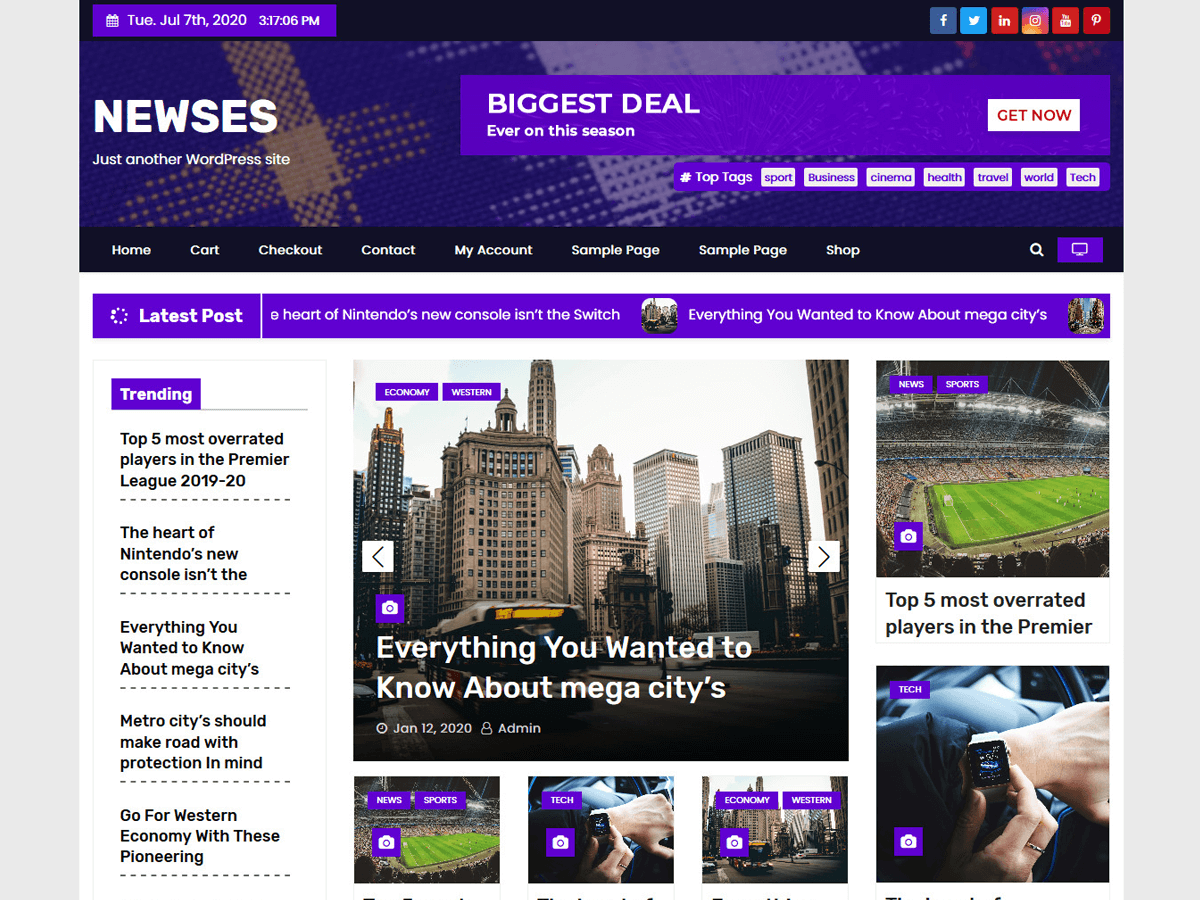 Tue. Jul 7th, 2020 3:17:06 PM
NEWSES
Just another WordPress site
BIGGEST DEAL
Ever on this season
GET NOW
# Top Tags sport Business cinema health travel world Tech
Home Cart Checkout Contact My Account Sample Page Sample Page Shop
Latest Post
e heart of Nintendo’s new console isn’t the Switch
Everything You Wanted to Know About mega city’s
Trending
Top 5 most overrated
players in the Premier
League 2019-20
The heart of
Nintendo’s new
console isn’t the
Everything You
Wanted to Know
About mega city’s
Metro city’s should
make road with
protection In mind
Go For Western
Economy With These
Pioneering
ECONOMY WESTERN
Everything You Wanted to
Know About mega city’s
Jan 12, 2020 Admin
NEWS SPORTS
TECH
ECONOMY WESTERN
NEWS SPORTS
Top 5 most overrated
players in the Premier
TECH